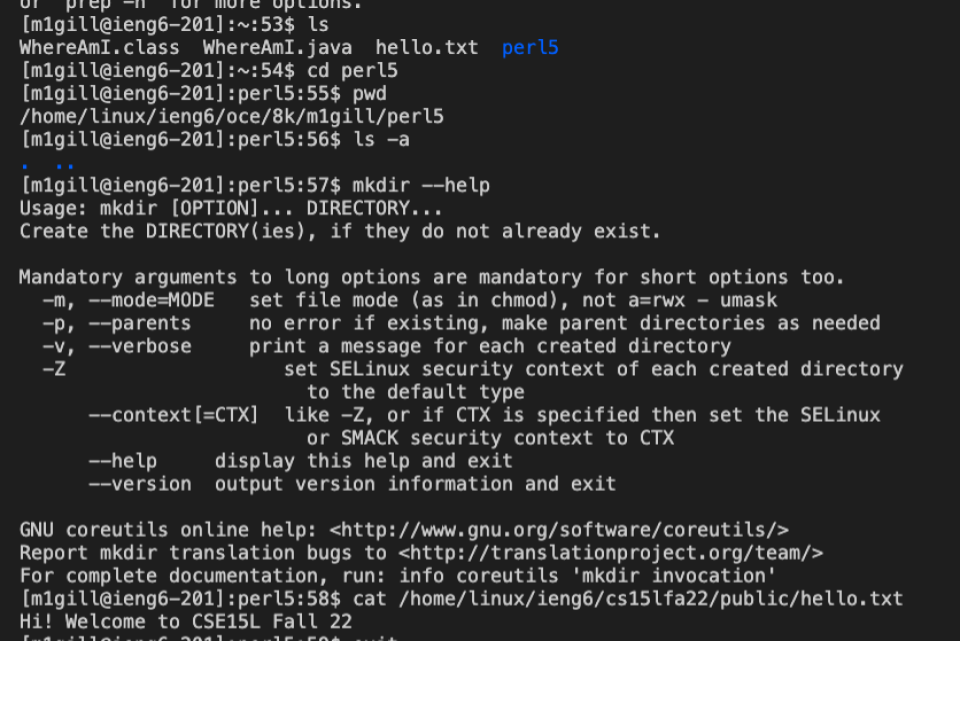 or `prep -h' for more options.
[m1gill@ieng6-201]:~:53$ ls
WhereAmI.class  WhereAmI.java  hello.txt  perl5
[m1gill@ieng6-201]:~:54$ cd perl5
[m1gill@ieng6-201]:perl5:55$ pwd
/home/linux/ieng6/oce/8k/m1gill/perl5
[m1gill@ieng6-201]:perl5:56$ ls -a
.  ..
[m1gill@ieng6-201]:perl5:57$ mkdir --help
Usage: mkdir [OPTION]... DIRECTORY...
Create the DIRECTORY(ies), if they do not already exist.

Mandatory arguments to long options are mandatory for short options too.
  -m, --mode=MODE   set file mode (as in chmod), not a=rwx - umask
  -p, --parents     no error if existing, make parent directories as needed
  -v, --verbose     print a message for each created directory
  -Z                   set SELinux security context of each created directory
                         to the default type
      --context[=CTX]  like -Z, or if CTX is specified then set the SELinux
                         or SMACK security context to CTX
      --help     display this help and exit
      --version  output version information and exit

GNU coreutils online help: <http://www.gnu.org/software/coreutils/>
Report mkdir translation bugs to <http://translationproject.org/team/>
For complete documentation, run: info coreutils 'mkdir invocation'
[m1gill@ieng6-201]:perl5:58$ cat /home/linux/ieng6/cs15lfa22/public/hello.txt
Hi! Welcome to CSE15L Fall 22
[m1gill@ieng6-201]:perl5:59$ exit